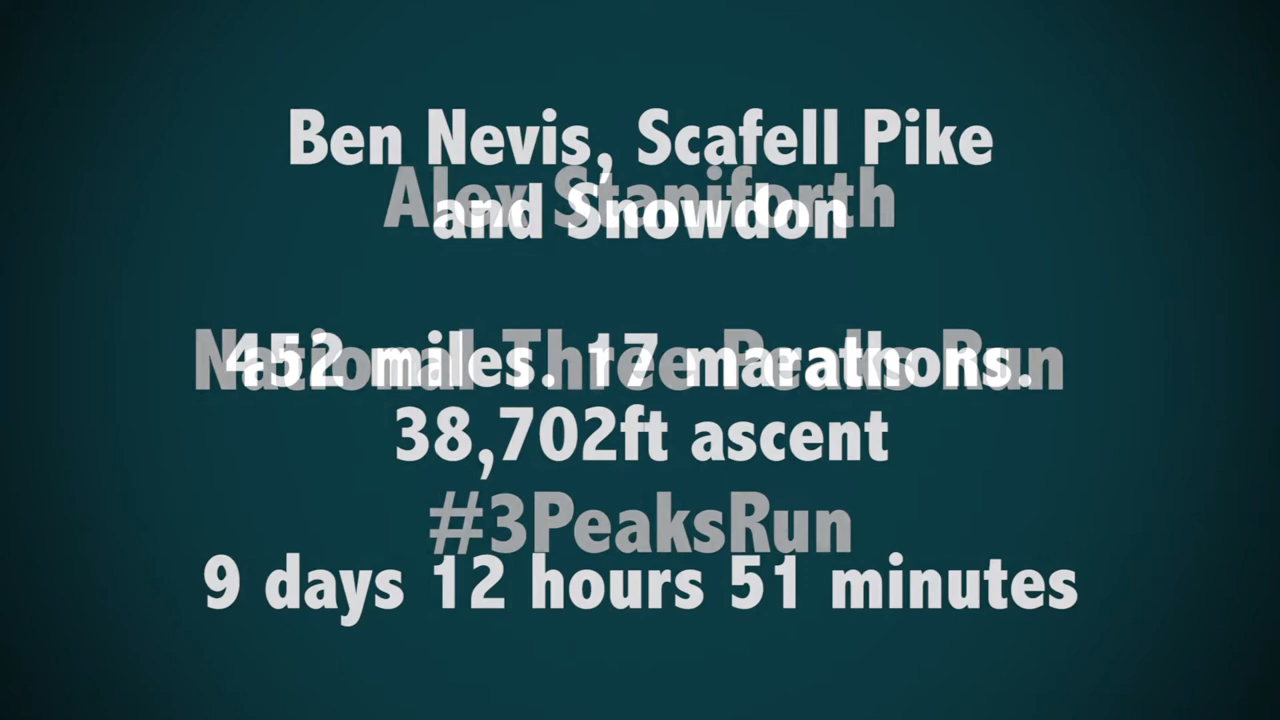 Ben Nevis, Scafell Pike
Alex Staniforth
and Snowdon
National Three Peaks Run
452 miles. 17 marathons.
38,702ft ascent
#3PeaksRun
9 days 12 hours 51 minutes